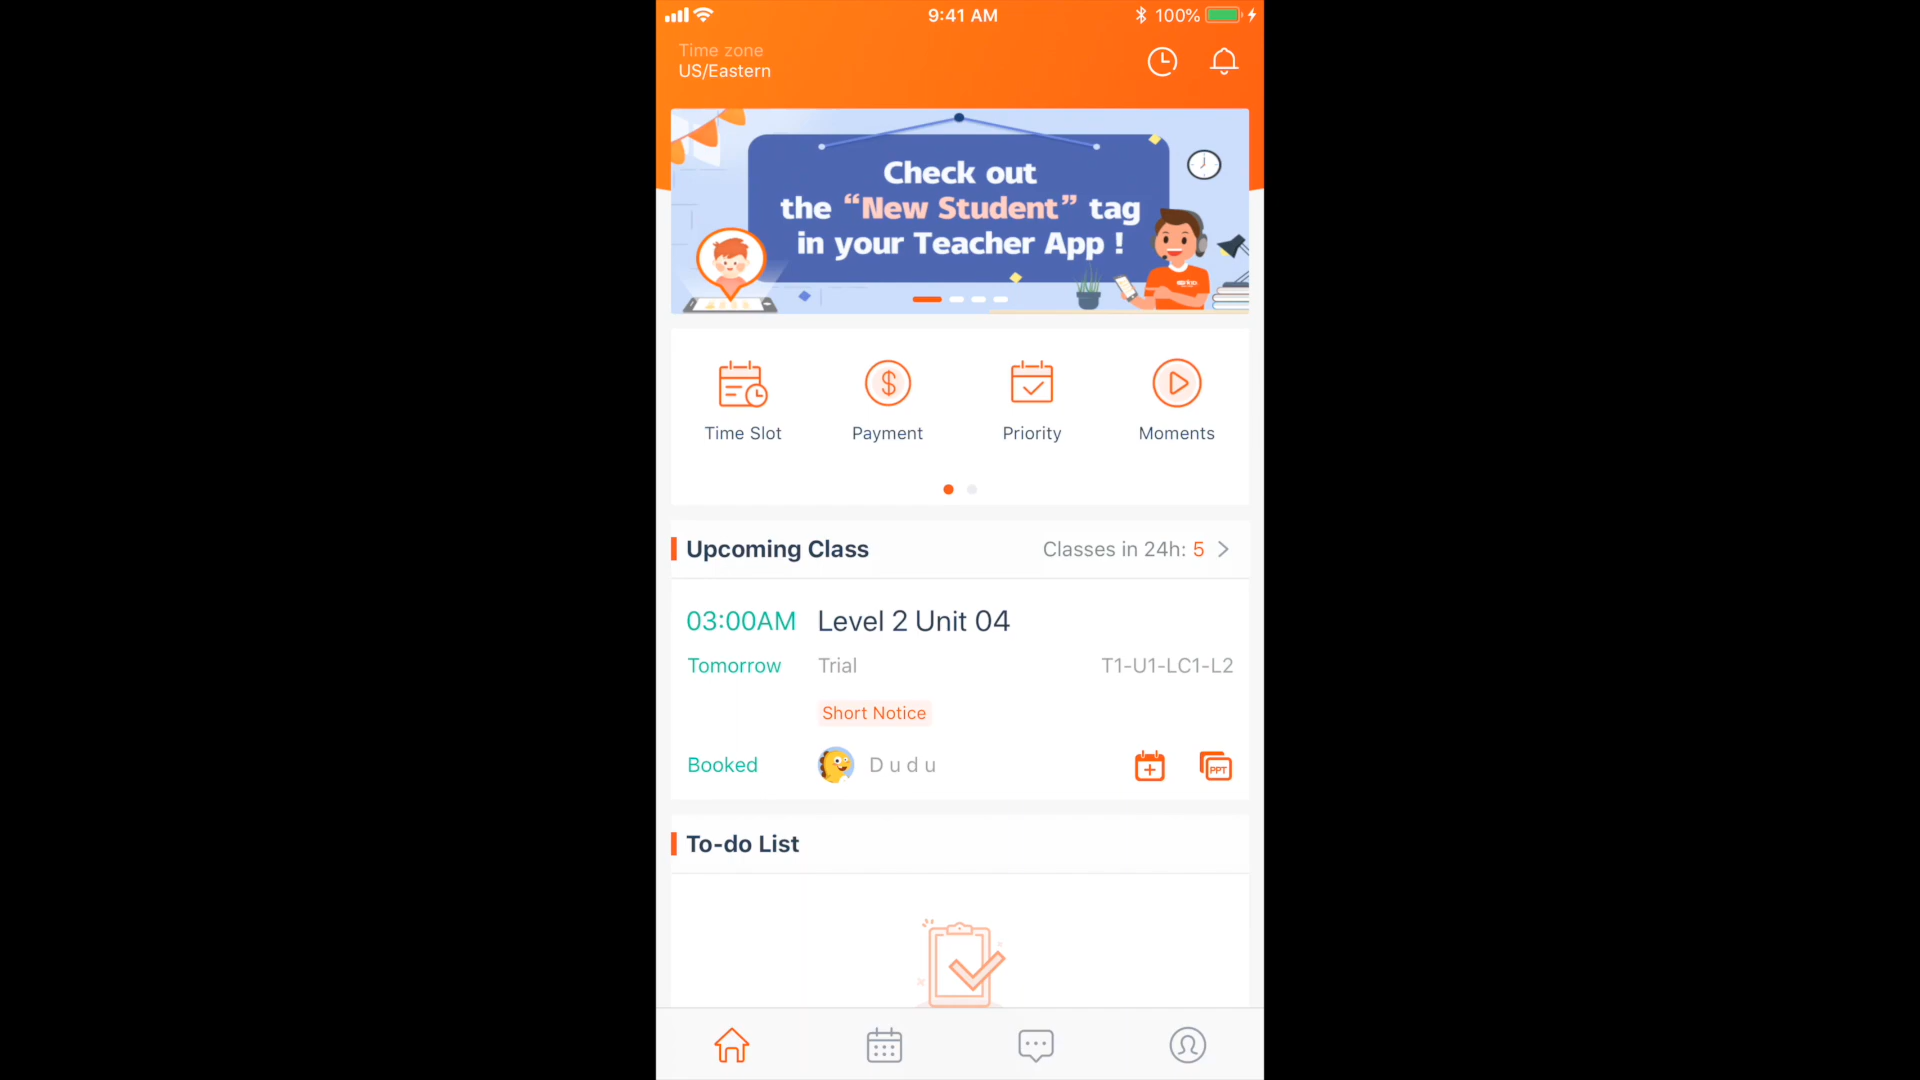 9:41 AM
100%
Time zone
US/Eastern
Check out
the “New Student” tag
in your Teacher App !
Time Slot
Payment
Priority
Moments
Upcoming Class
Classes in 24h: 5
03:00AM
Level 2 Unit 04
Tomorrow
Trial
T1-U1-LC1-L2
Short Notice
Booked
D u d u
PPT
To-do List